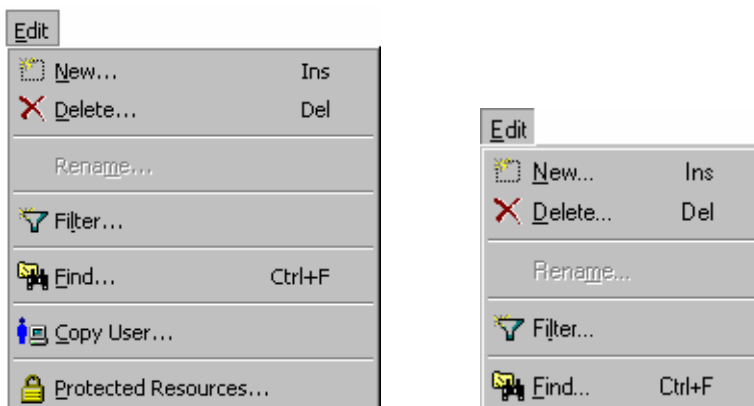 Edit
New... Ins
Delete... Del
Rename...
Filter...
Find... Ctrl+F
Copy User...
Protected Resources...
Edit
New... Ins
Delete... Del
Rename...
Filter...
Find... Ctrl+F